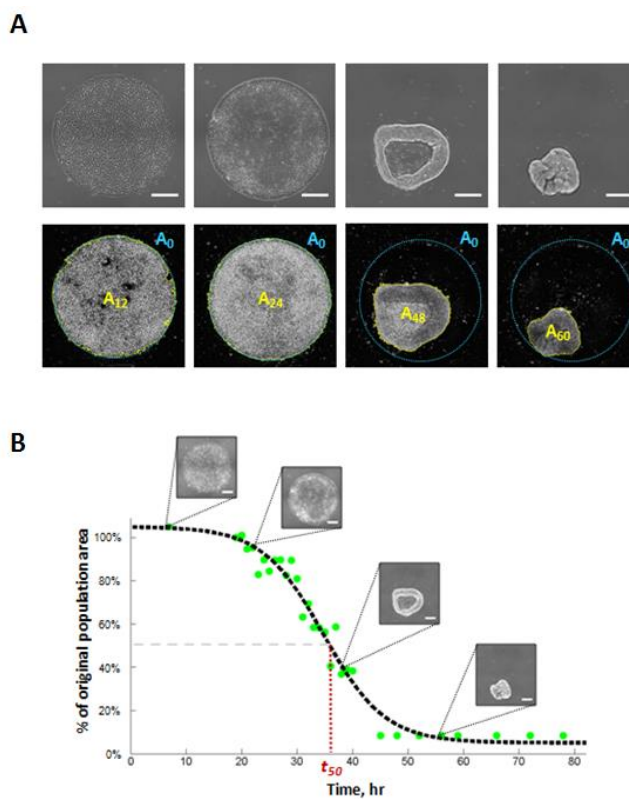 A
A0 A0 A0 A0
A12 A24 A48 A60
B
% of original population area
100%
80%
60%
40%
20%
0%
0 10 20 30 40 50 60 70 80
t50
Time, hr